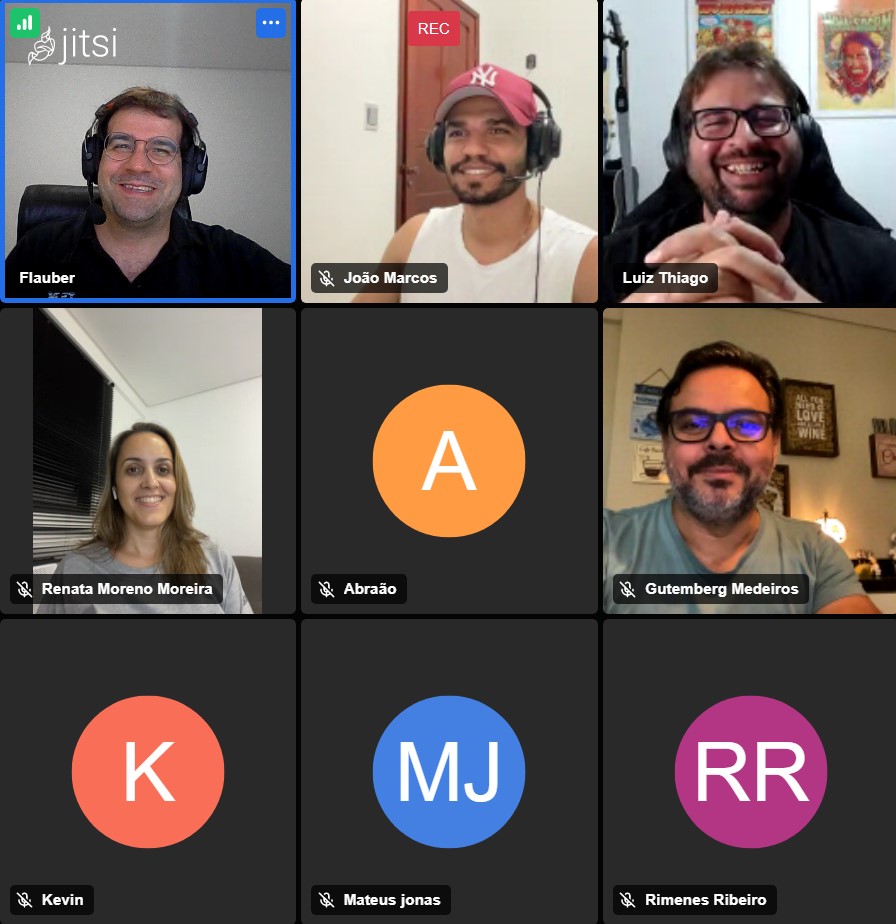 jitsi
REC
Flauber
João Marcos
Luiz Thiago
ALL YOU
NEED IS
LOVE
WINE
Renata Moreno Moreira
A
Abraão
Gutemberg Medeiros
K
MJ
RR
Kevin
Mateus jonas
Rimenes Ribeiro